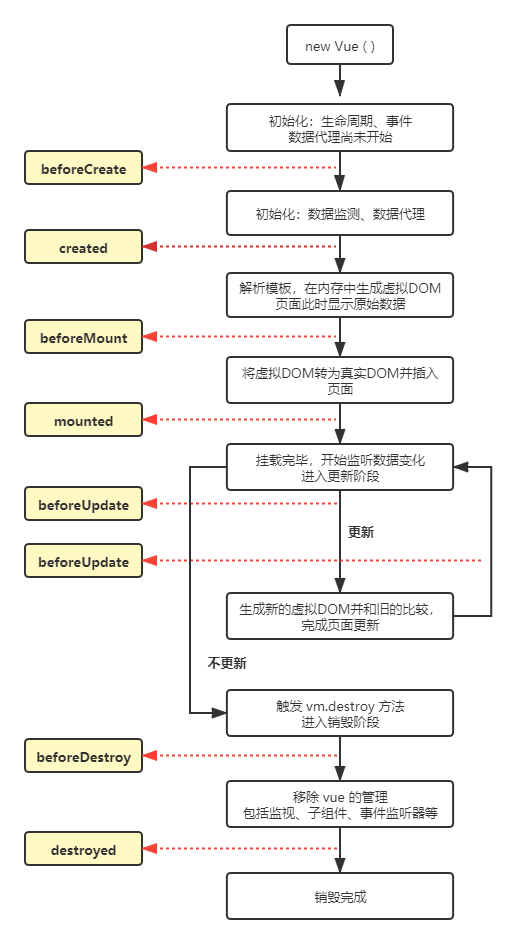 new Vue ( )
初始化：生命周期、事件
数据代理尚未开始
beforeCreate
初始化：数据监测、数据代理
created
解析模板，在内存中生成虚拟DOM
页面此时显示原始数据
beforeMount
将虚拟DOM转为真实DOM并插入
页面
mounted
挂载完毕，开始监听数据变化
进入更新阶段
beforeUpdate
更新
beforeUpdate
生成新的虚拟DOM并和旧的比较，
完成页面更新
不更新
触发 vm.destroy 方法
进入销毁阶段
beforeDestroy
移除 vue 的管理
包括监视、子组件、事件监听器等
destroyed
销毁完成